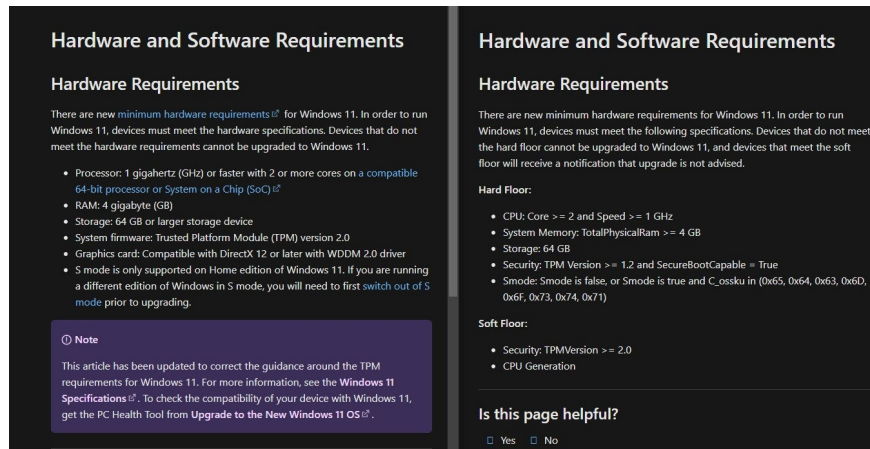 Hardware and Software Requirements
Hardware Requirements
There are new minimum hardware requirements for Windows 11. In order to run
Windows 11, devices must meet the hardware specifications. Devices that do not
meet the hardware requirements cannot be upgraded to Windows 11.
• Processor: 1 gigahertz (GHz) or faster with 2 or more cores on a compatible
64-bit processor or System on a Chip (SoC)
• RAM: 4 gigabyte (GB)
• Storage: 64 GB or larger storage device
• System firmware: Trusted Platform Module (TPM) version 2.0
• Graphics card: Compatible with DirectX 12 or later with WDDM 2.0 driver
• S mode is only supported on Home edition of Windows 11. If you are running
a different edition of Windows in S mode, you will need to first switch out of S
mode prior to upgrading.
Note
This article has been updated to correct the guidance around the TPM
requirements for Windows 11. For more information, see the Windows 11
Specifications. To check the compatibility of your device with Windows 11,
get the PC Health Tool from Upgrade to the New Windows 11 OS.
Hardware and Software Requirements
Hardware Requirements
There are new minimum hardware requirements for Windows 11. In order to run
Windows 11, devices must meet the following specifications. Devices that do not meet
the hard floor cannot be upgraded to Windows 11, and devices that meet the soft
floor will receive a notification that upgrade is not advised.
Hard Floor:
• CPU: Core >= 2 and Speed >= 1 GHz
• System Memory: TotalPhysicalRam >= 4 GB
• Storage: 64 GB
• Security: TPM Version >= 1.2 and SecureBootCapable = True
• Smode: Smode is false, or Smode is true and C_ossku in (0x65, 0x64, 0x63, 0x6D,
0x6F, 0x73, 0x74, 0x71)
Soft Floor:
• Security: TPMVersion >= 2.0
• CPU Generation
Is this page helpful?
Yes No